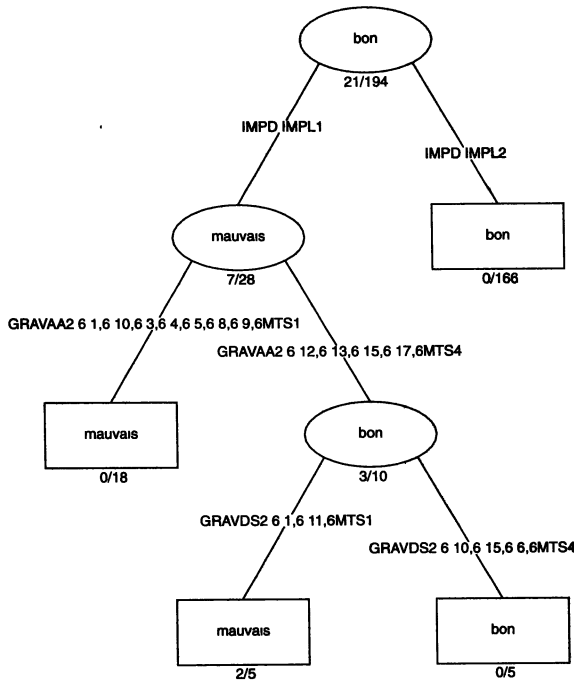 bon
21/194
IMPD IMPL1
IMPD IMPL2
mauvais
7/28
bon
0/166
GRAVAA2 6 1,6 10,6 3,6 4,6 5,6 8,6 9,6MTS1
GRAVAA2 6 12,6 13,6 15,6 17,6MTS4
mauvais
0/18
bon
3/10
GRAVDS2 6 1,6 11,6MTS1
GRAVDS2 6 10,6 15,6 6,6MTS4
mauvais
2/5
bon
0/5